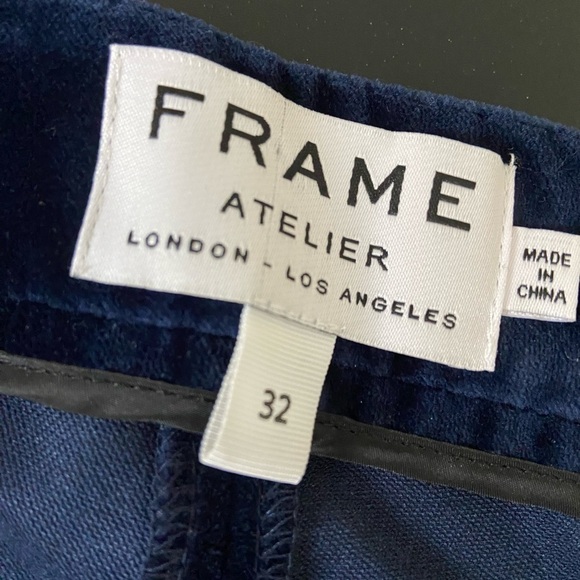 FRAME
ATELIER
LONDON - LOS ANGELES
MADE
IN
CHINA
32